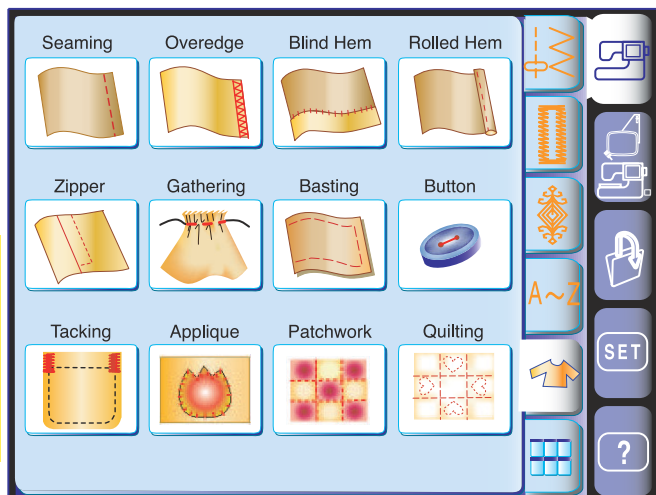 Seaming Overedge Blind Hem Rolled Hem
Zipper Gathering Basting Button
A~Z
Tacking Applique Patchwork Quilting
SET
?